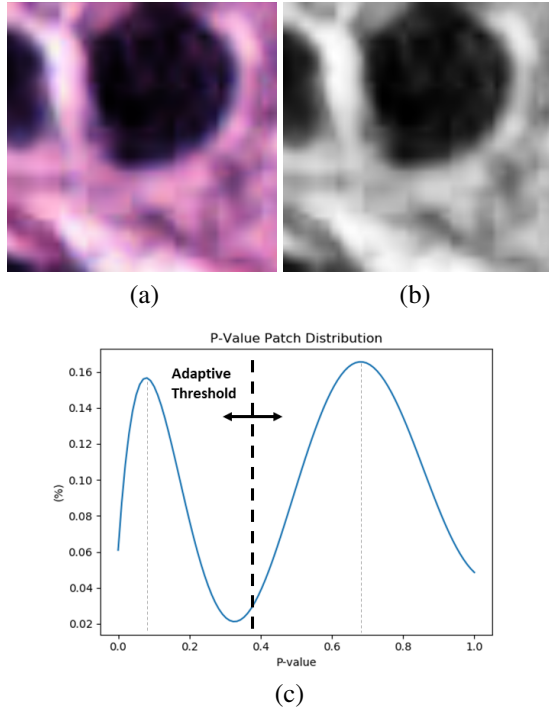 (a)
(b)
P-Value Patch Distribution
Adaptive
Threshold
(%)
0.16
0.14
0.12
0.10
0.08
0.06
0.04
0.02
0.0
0.2
0.4
0.6
0.8
1.0
P-value
(c)